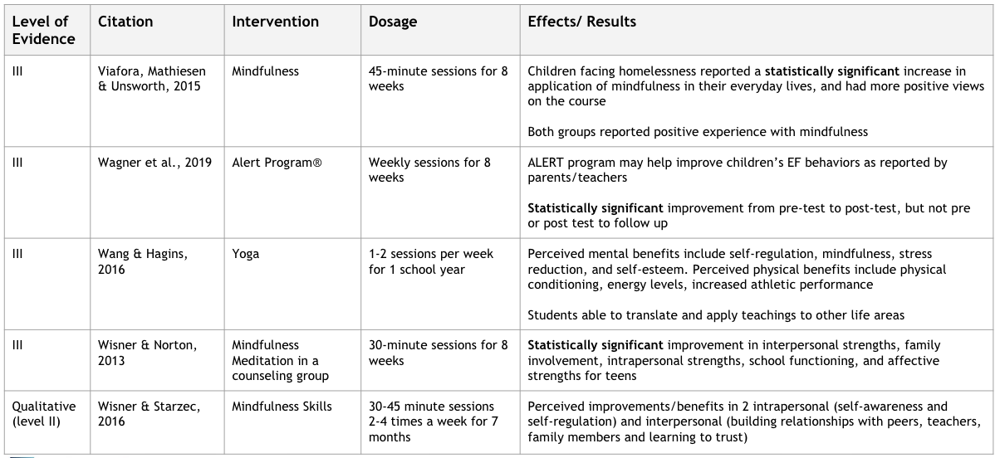 Level of
Evidence
Citation
Intervention
Dosage
Effects/ Results
III
Viafora, Mathiesen
& Unsworth, 2015
Mindfulness
45-minute sessions for 8
weeks
Children facing homelessness reported a statistically significant increase in
application of mindfulness in their everyday lives, and had more positive views
on the course
Both groups reported positive experience with mindfulness
III
Wagner et al., 2019
Alert Program®
Weekly sessions for 8
weeks
ALERT program may help improve children’s EF behaviors as reported by
parents/teachers
Statistically significant improvement from pre-test to post-test, but not pre
or post test to follow up
III
Wang & Hagins,
2016
Yoga
1-2 sessions per week
for 1 school year
Perceived mental benefits include self-regulation, mindfulness, stress
reduction, and self-esteem. Perceived physical benefits include physical
conditioning, energy levels, increased athletic performance
Students able to translate and apply teachings to other life areas
III
Wisner & Norton,
2013
Mindfulness
Meditation in a
counseling group
30-minute sessions for 8
weeks
Statistically significant improvement in interpersonal strengths, family
involvement, intrapersonal strengths, school functioning, and affective
strengths for teens
Qualitative
(level II)
Wisner & Starzec,
2016
Mindfulness Skills
30-45 minute sessions
2-4 times a week for 7
months
Perceived improvements/benefits in 2 intrapersonal (self-awareness and
self-regulation) and interpersonal (building relationships with peers, teachers,
family members and learning to trust)